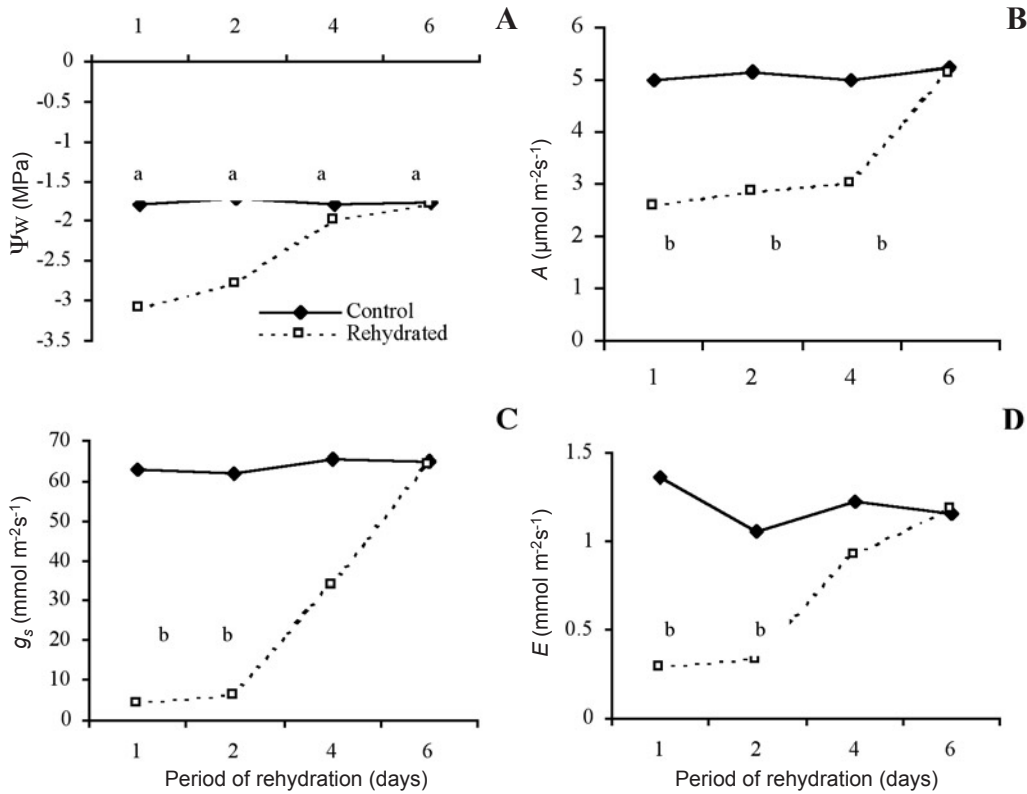 A
1 2 4 6
0
-0.5
-1
-1.5
-2
-2.5
-3
-3.5
Ψw (MPa)
a a a a
Control
Rehydrated
B
6
5
4
3
2
1
0
A (µmol m-2s-1)
b b b
1 2 4 6
C
70
60
50
40
30
20
10
0
gs (mmol m-2s-1)
b b
1 2 4 6
Period of rehydration (days)
D
1.5
1
0.5
0
E (mmol m-2s-1)
b b
1 2 4 6
Period of rehydration (days)